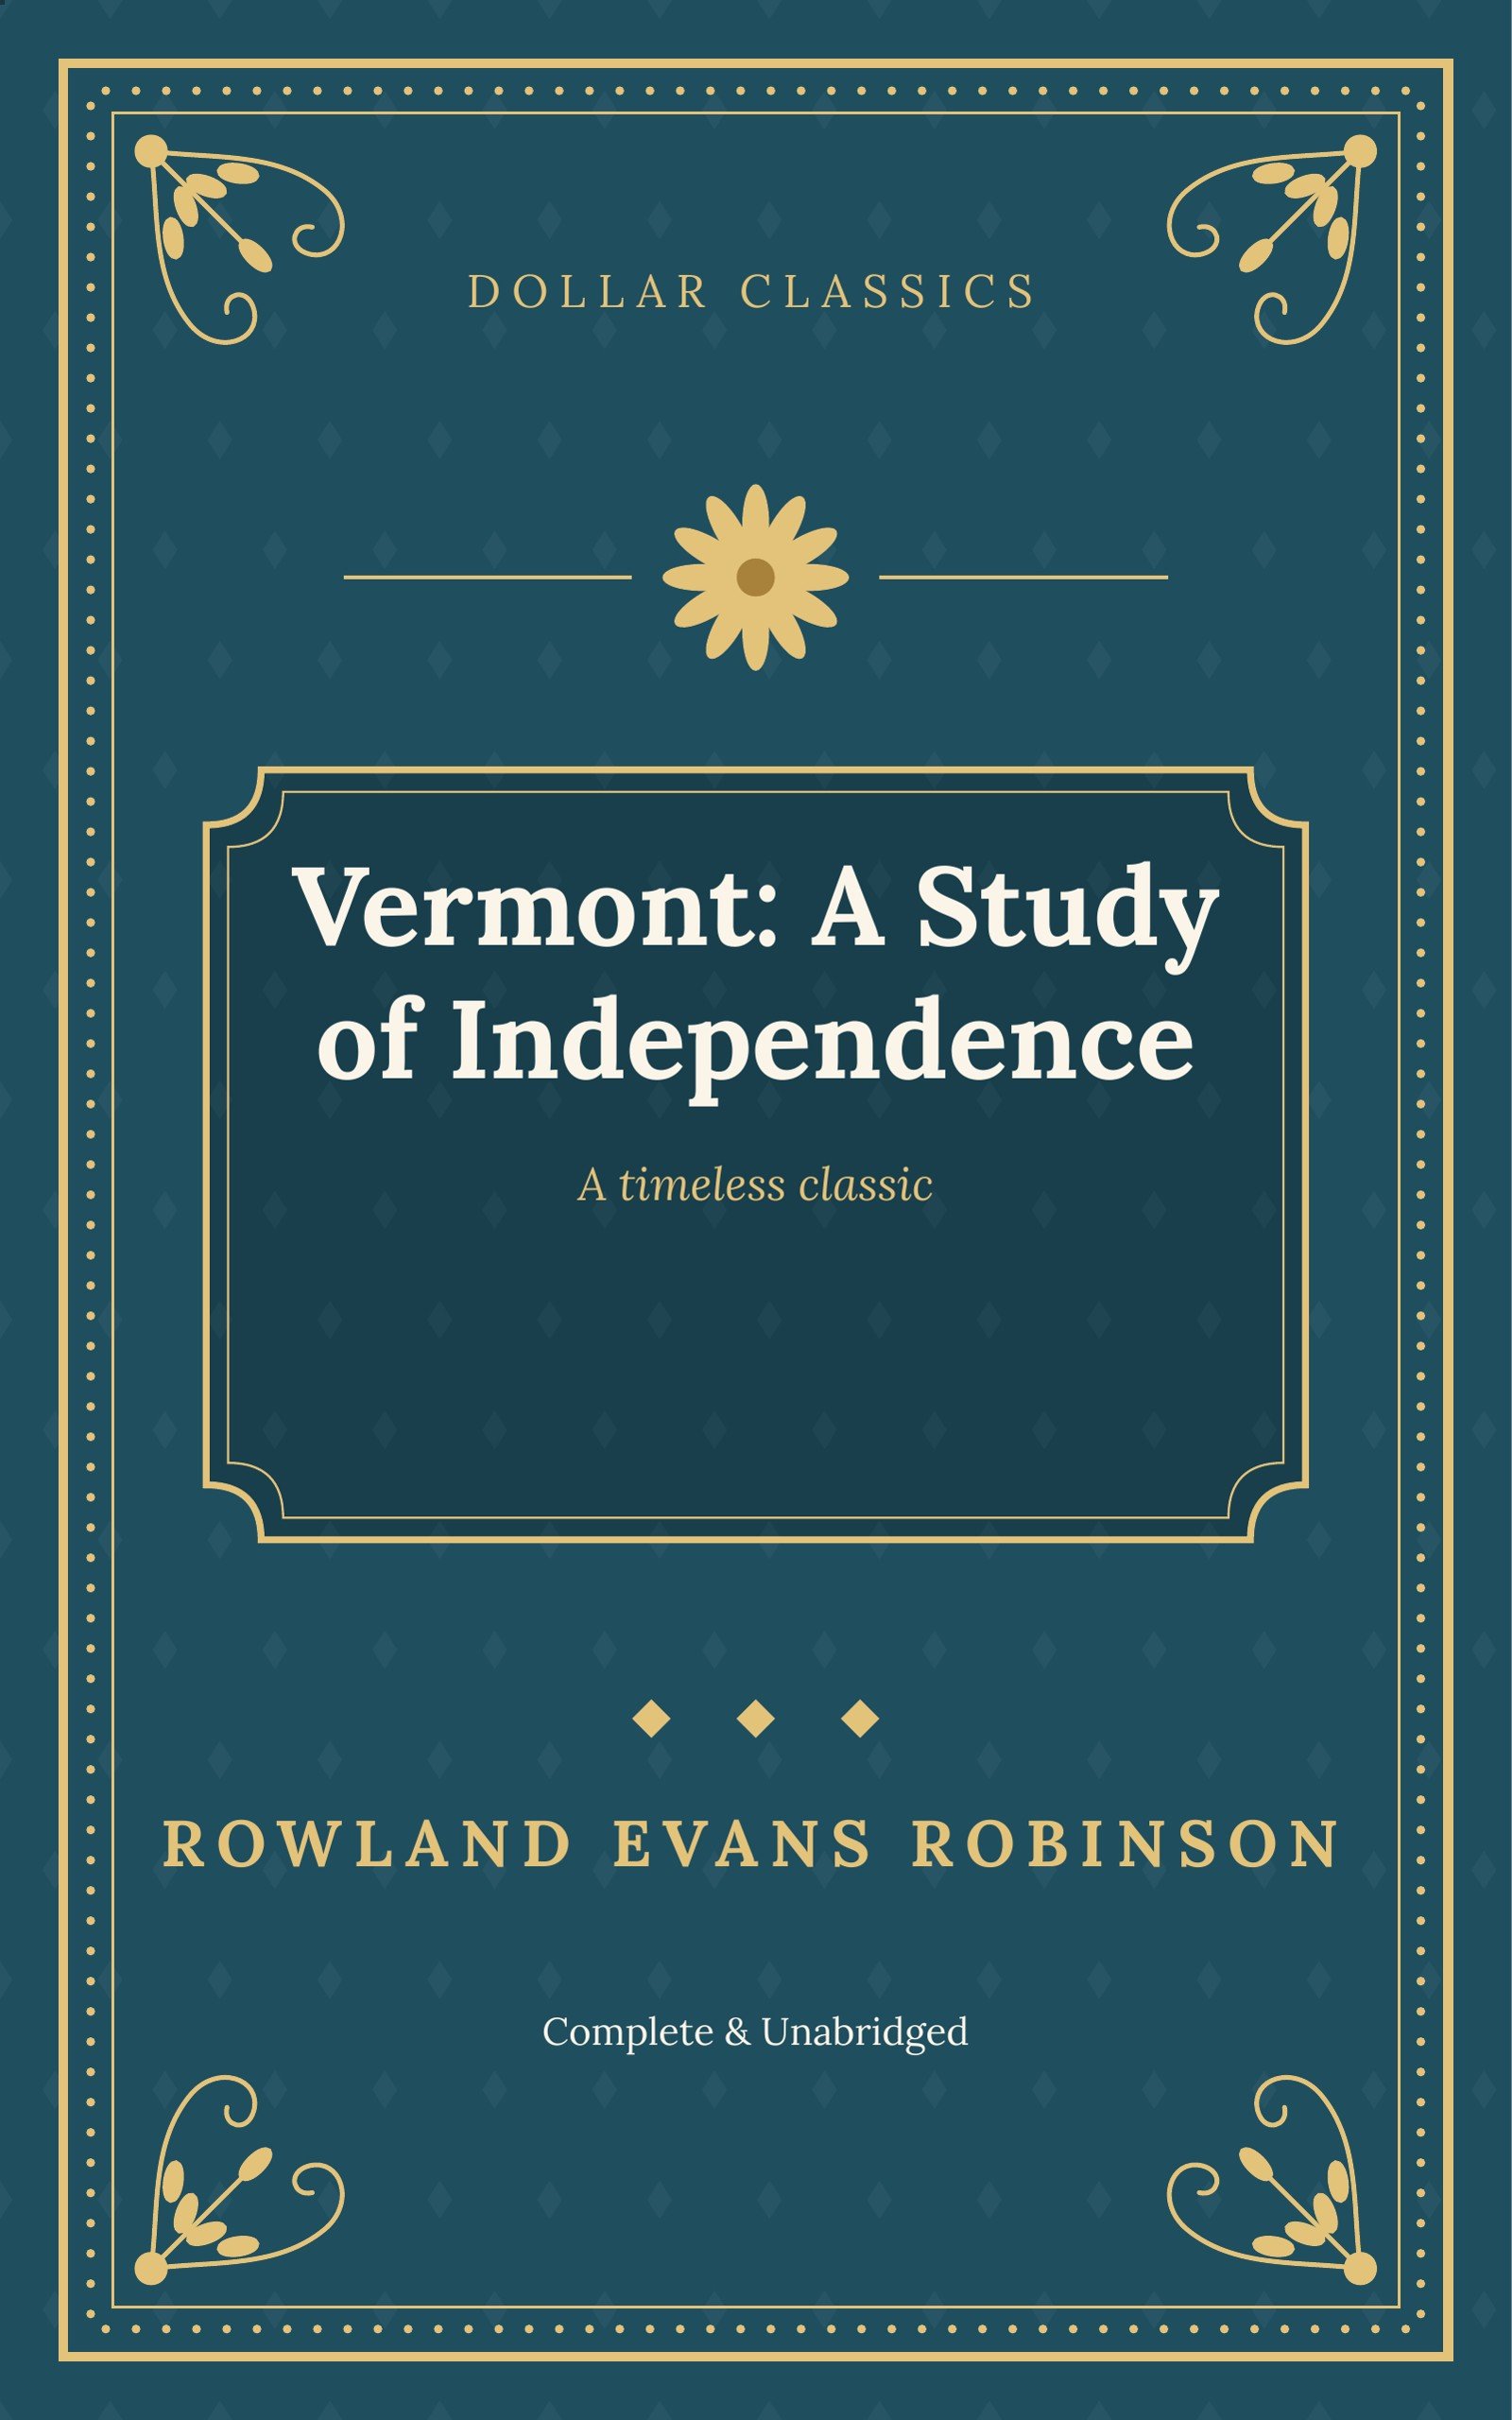 DOLLAR CLASSICS
Vermont: A Study
of Independence
A timeless classic
ROWLAND EVANS ROBINSON
Complete & Unabridged